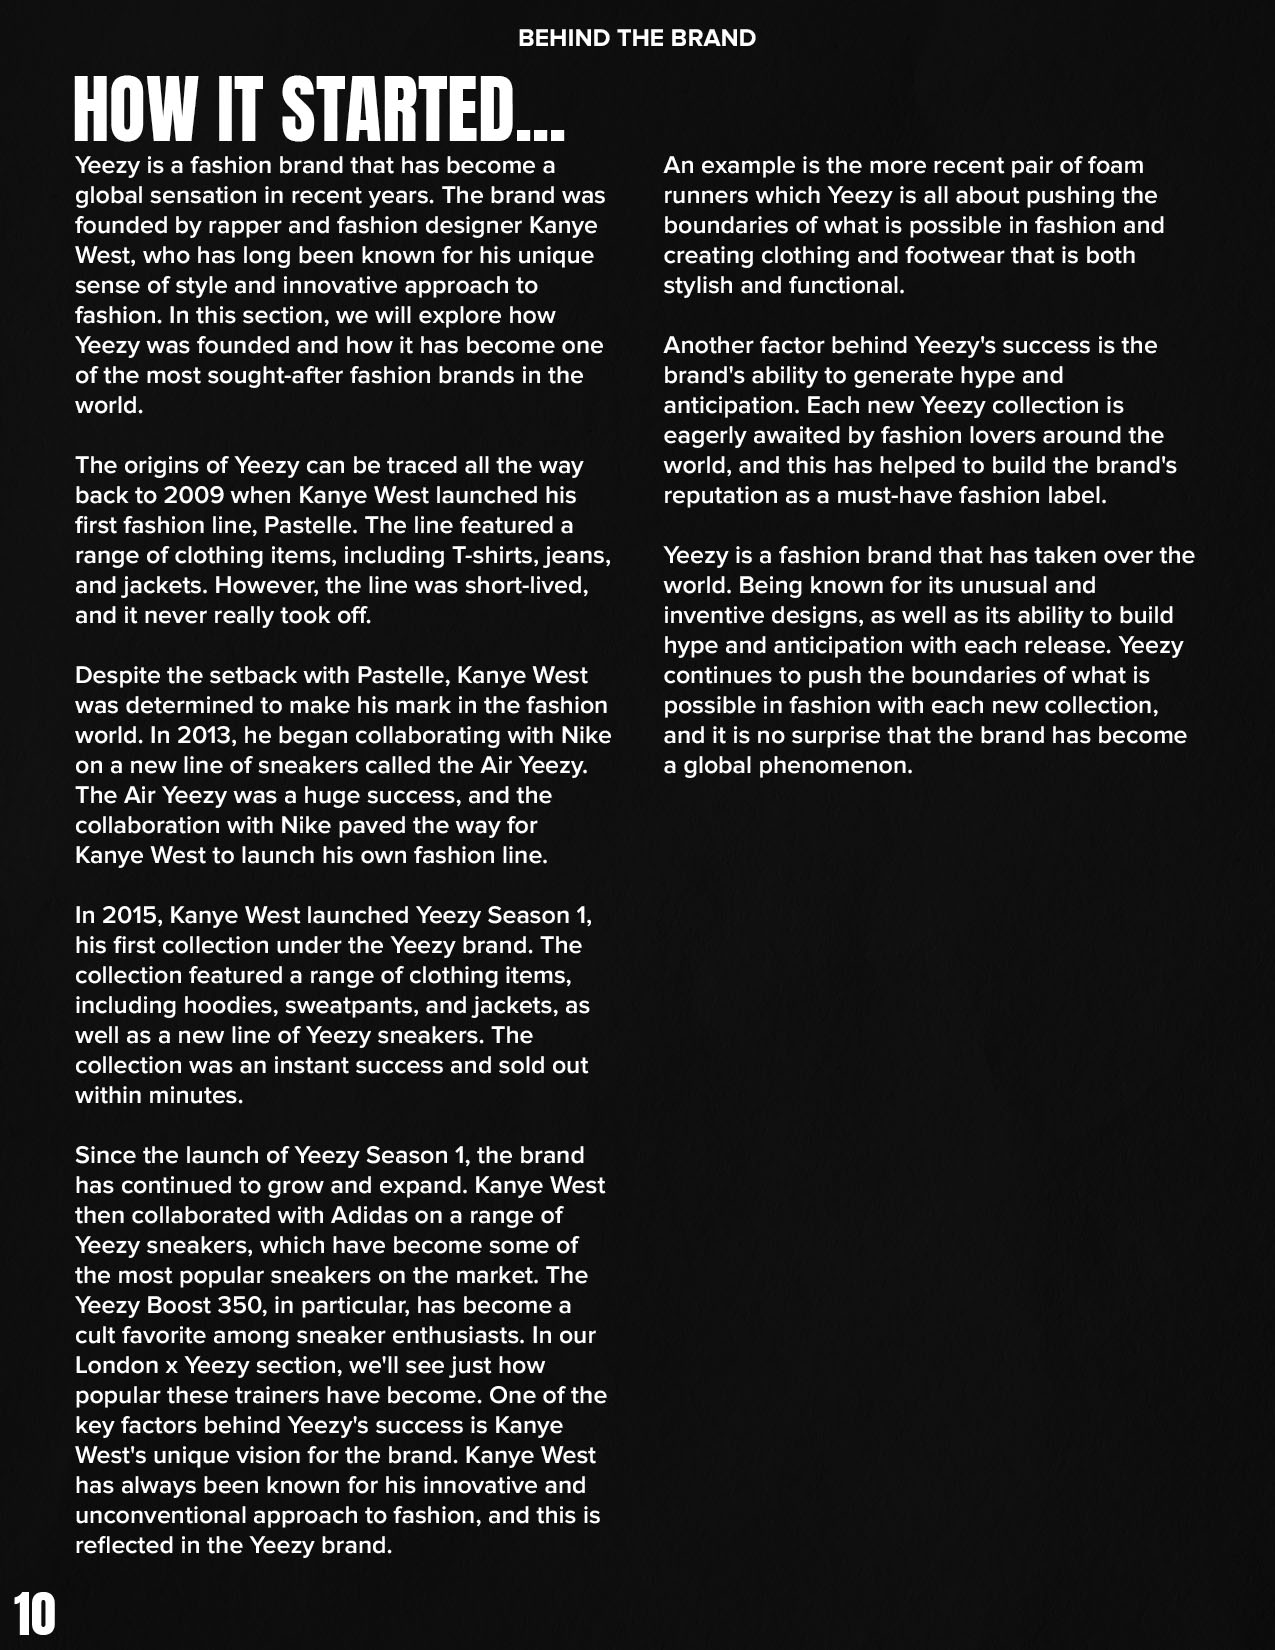 BEHIND THE BRAND
HOW IT STARTED...
Yeezy is a fashion brand that has become a
global sensation in recent years. The brand was
founded by rapper and fashion designer Kanye
West, who has long been known for his unique
sense of style and innovative approach to
fashion. In this section, we will explore how
Yeezy was founded and how it has become one
of the most sought-after fashion brands in the
world.
The origins of Yeezy can be traced all the way
back to 2009 when Kanye West launched his
first fashion line, Pastelle. The line featured a
range of clothing items, including T-shirts, jeans,
and jackets. However, the line was short-lived,
and it never really took off.
Despite the setback with Pastelle, Kanye West
was determined to make his mark in the fashion
world. In 2013, he began collaborating with Nike
on a new line of sneakers called the Air Yeezy.
The Air Yeezy was a huge success, and the
collaboration with Nike paved the way for
Kanye West to launch his own fashion line.
In 2015, Kanye West launched Yeezy Season 1,
his first collection under the Yeezy brand. The
collection featured a range of clothing items,
including hoodies, sweatpants, and jackets, as
well as a new line of Yeezy sneakers. The
collection was an instant success and sold out
within minutes.
Since the launch of Yeezy Season 1, the brand
has continued to grow and expand. Kanye West
then collaborated with Adidas on a range of
Yeezy sneakers, which have become some of
the most popular sneakers on the market. The
Yeezy Boost 350, in particular, has become a
cult favorite among sneaker enthusiasts. In our
London x Yeezy section, we'll see just how
popular these trainers have become. One of the
key factors behind Yeezy's success is Kanye
West's unique vision for the brand. Kanye West
has always been known for his innovative and
unconventional approach to fashion, and this is
reflected in the Yeezy brand.
An example is the more recent pair of foam
runners which Yeezy is all about pushing the
boundaries of what is possible in fashion and
creating clothing and footwear that is both
stylish and functional.
Another factor behind Yeezy's success is the
brand's ability to generate hype and
anticipation. Each new Yeezy collection is
eagerly awaited by fashion lovers around the
world, and this has helped to build the brand's
reputation as a must-have fashion label.
Yeezy is a fashion brand that has taken over the
world. Being known for its unusual and
inventive designs, as well as its ability to build
hype and anticipation with each release. Yeezy
continues to push the boundaries of what is
possible in fashion with each new collection,
and it is no surprise that the brand has become
a global phenomenon.
10